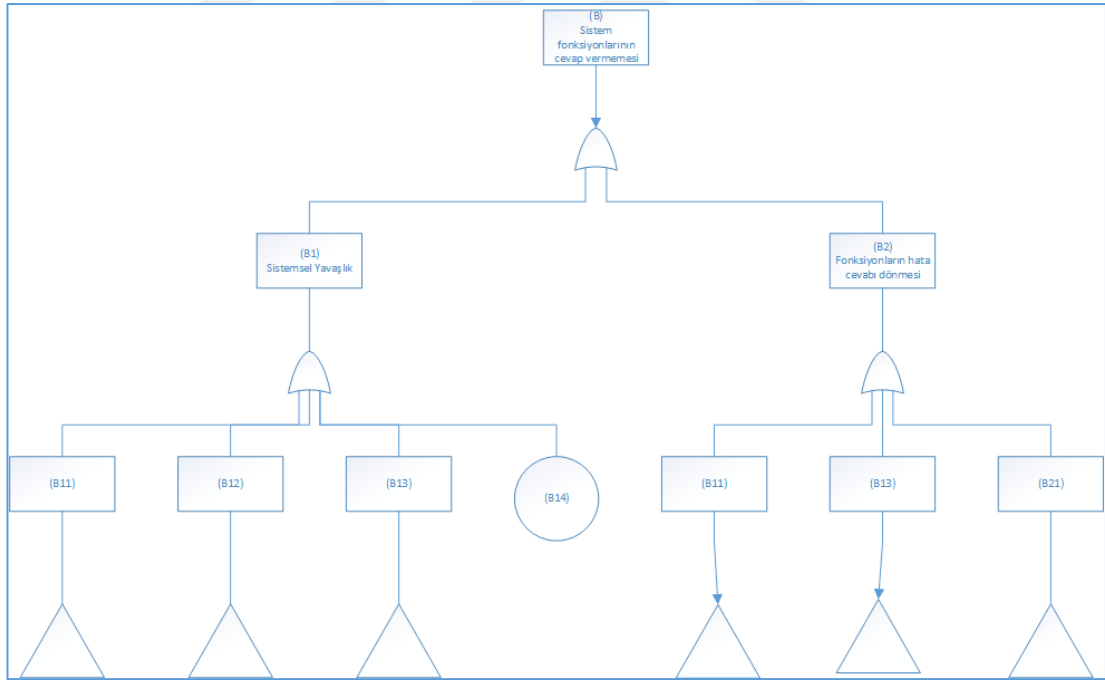 (B)
Sistem
fonksiyonlarının
cevap vermemesi
(B1)
Sistemsel Yavaşlık
(B2)
Fonksiyonların hata
cevabı dönmesi
(B11)
(B12)
(B13)
(B14)
(B11)
(B13)
(B21)